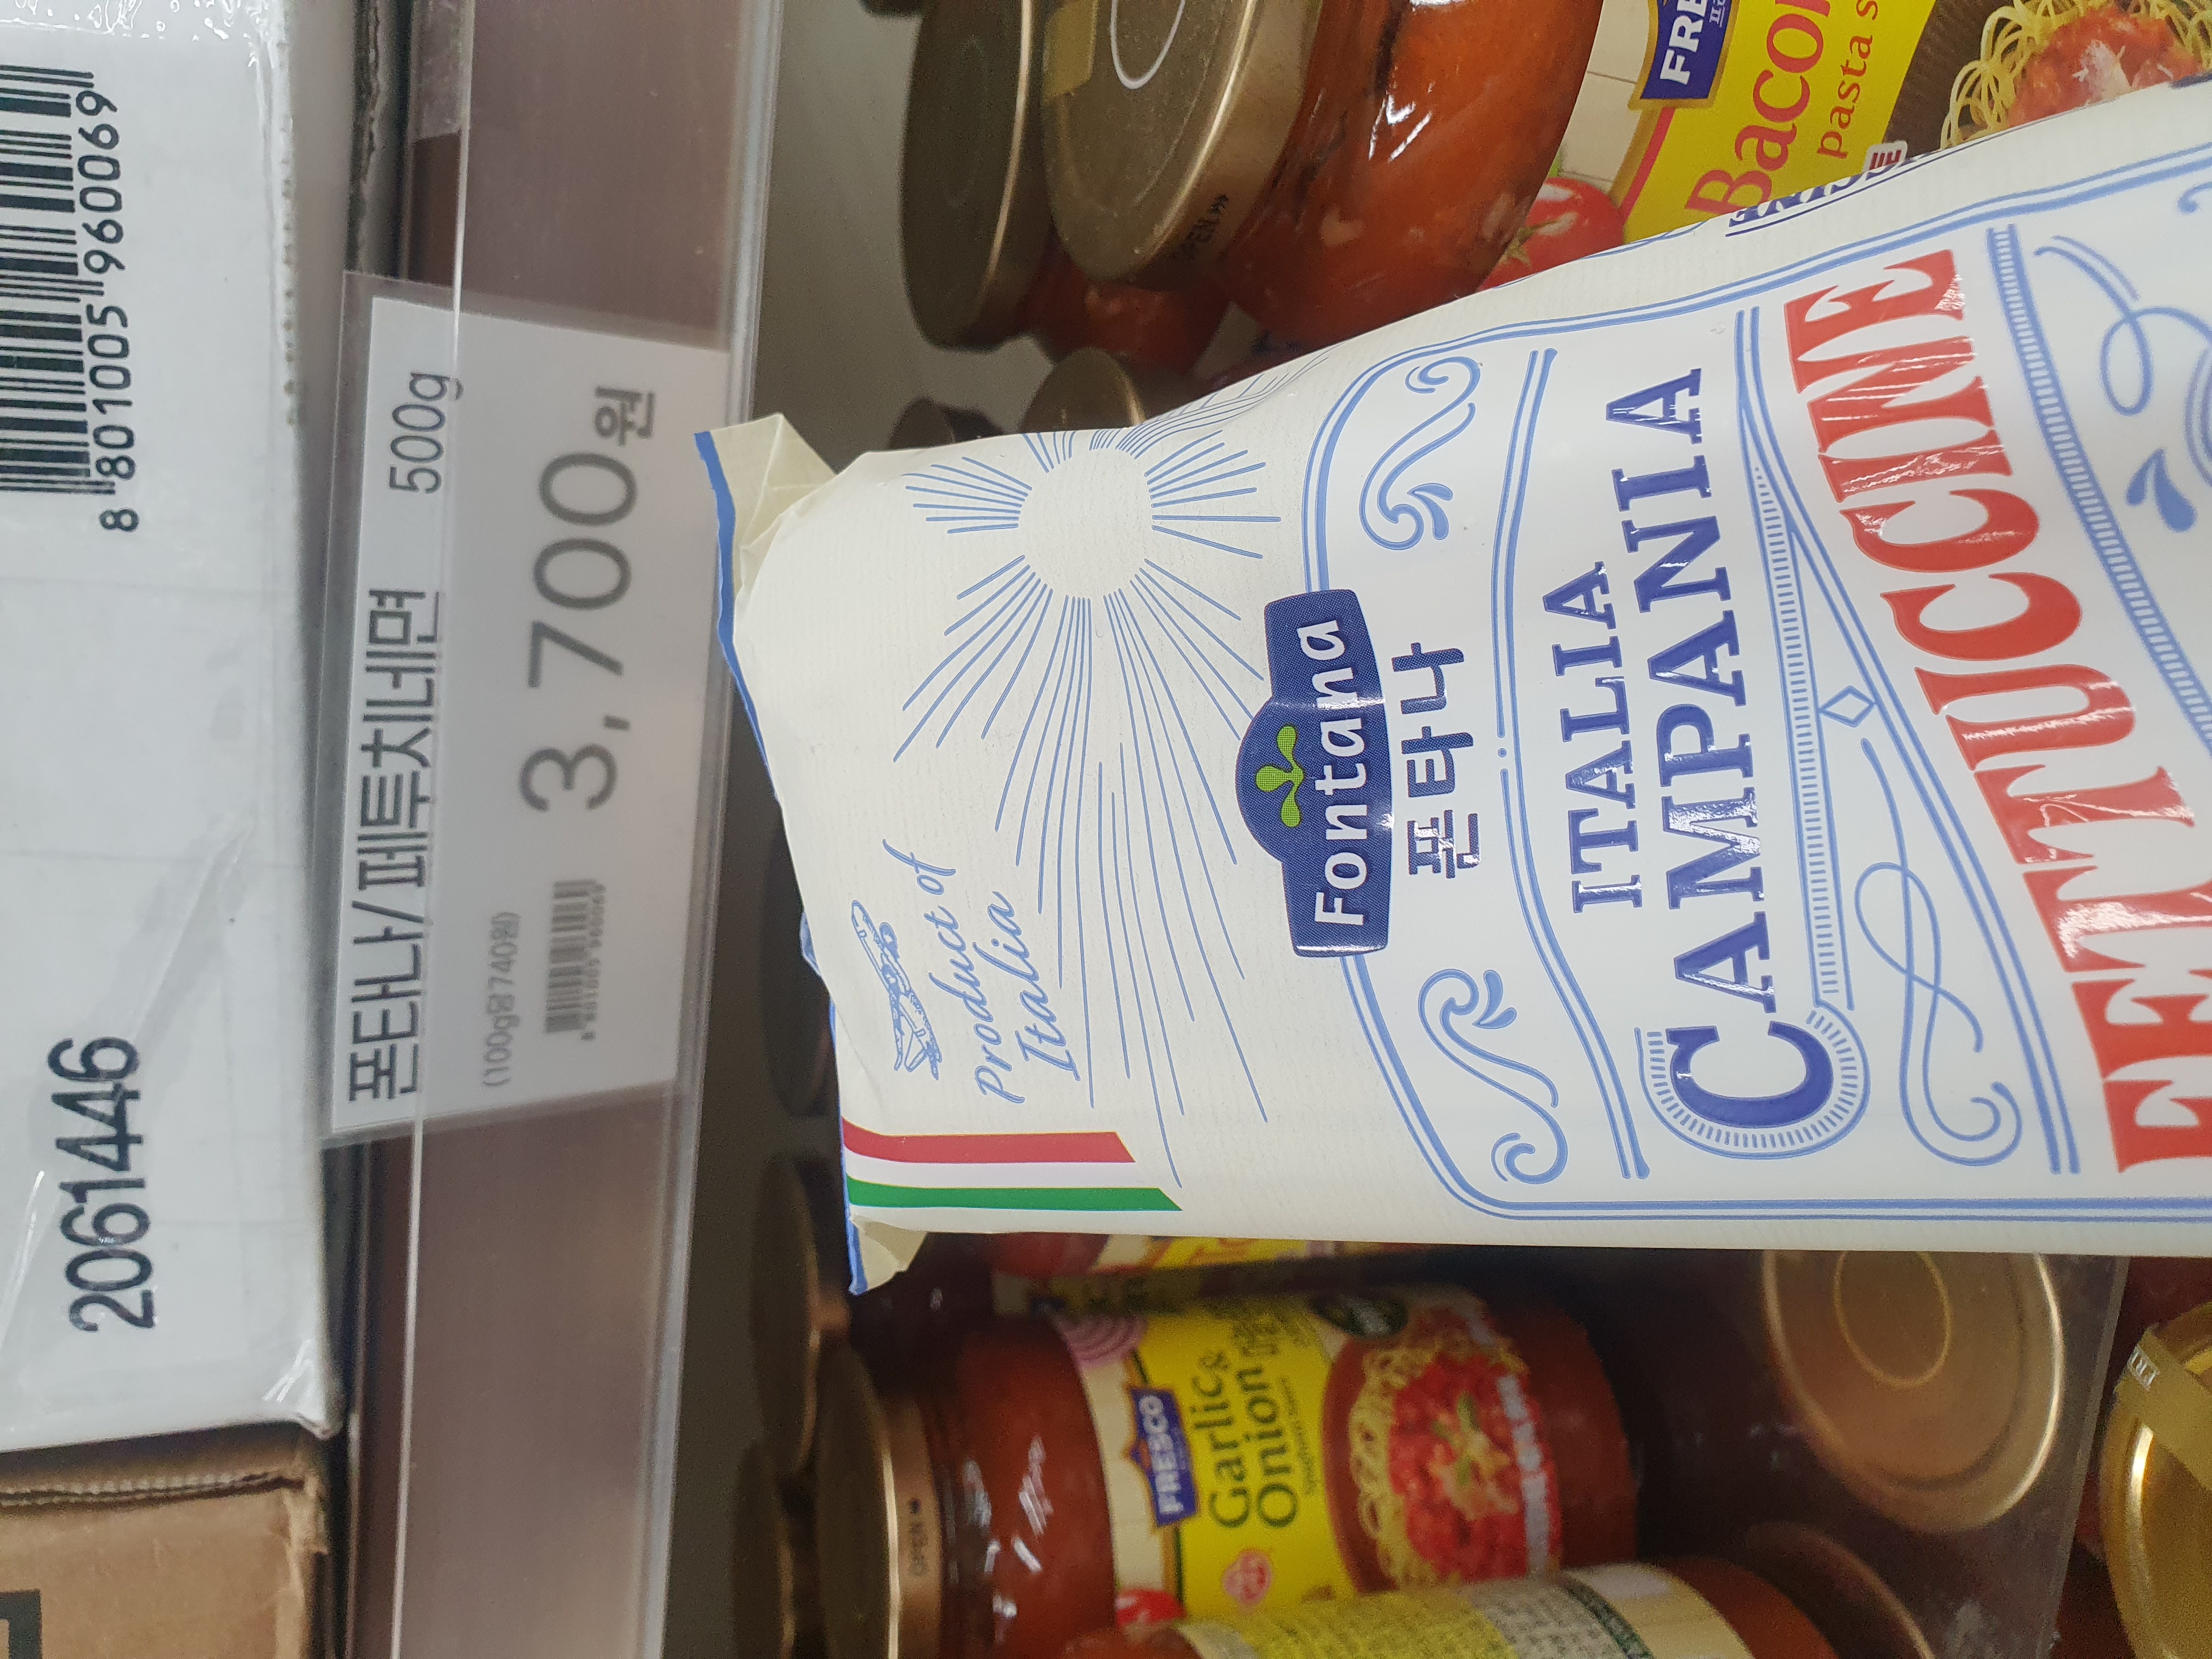 2061446
8 801005 960069
폰타나/페투치네면 500g
(100g당740원)
3,700원
Product of
Italia
Fontana
폰타나
ITALIA
CAMPANIA
FETTUCCINE
FRESCO
Garlic &
Onion
OPEN
OPEN »»
Bacon
pasta s
FRE